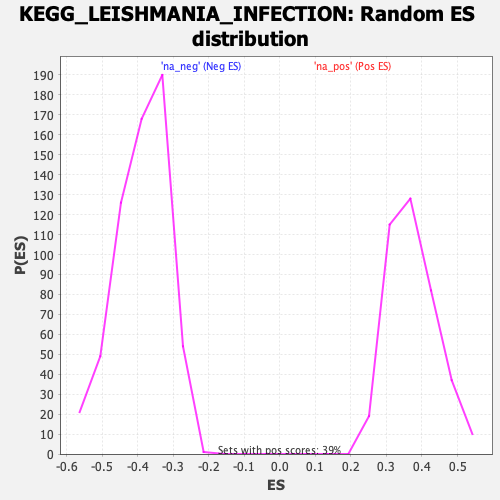 KEGG_LEISHMANIA_INFECTION: Random ES
distribution
'na_neg' (Neg ES)
'na_pos' (Pos ES)
P(ES)
190
180
170
160
150
140
130
120
110
100
90
80
70
60
50
40
30
20
10
0
Sets with pos scores: 39%
-0.6 -0.5 -0.4 -0.3 -0.2 -0.1 0.0 0.1 0.2 0.3 0.4 0.5
ES